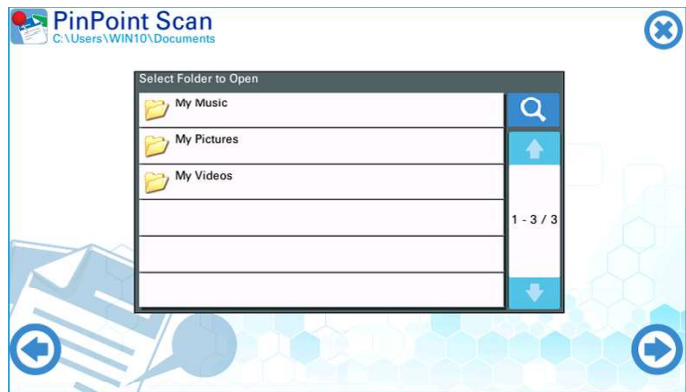 PinPoint Scan
C:\Users\WIN10\Documents
Select Folder to Open
My Music
My Pictures
My Videos
1 - 3 / 3